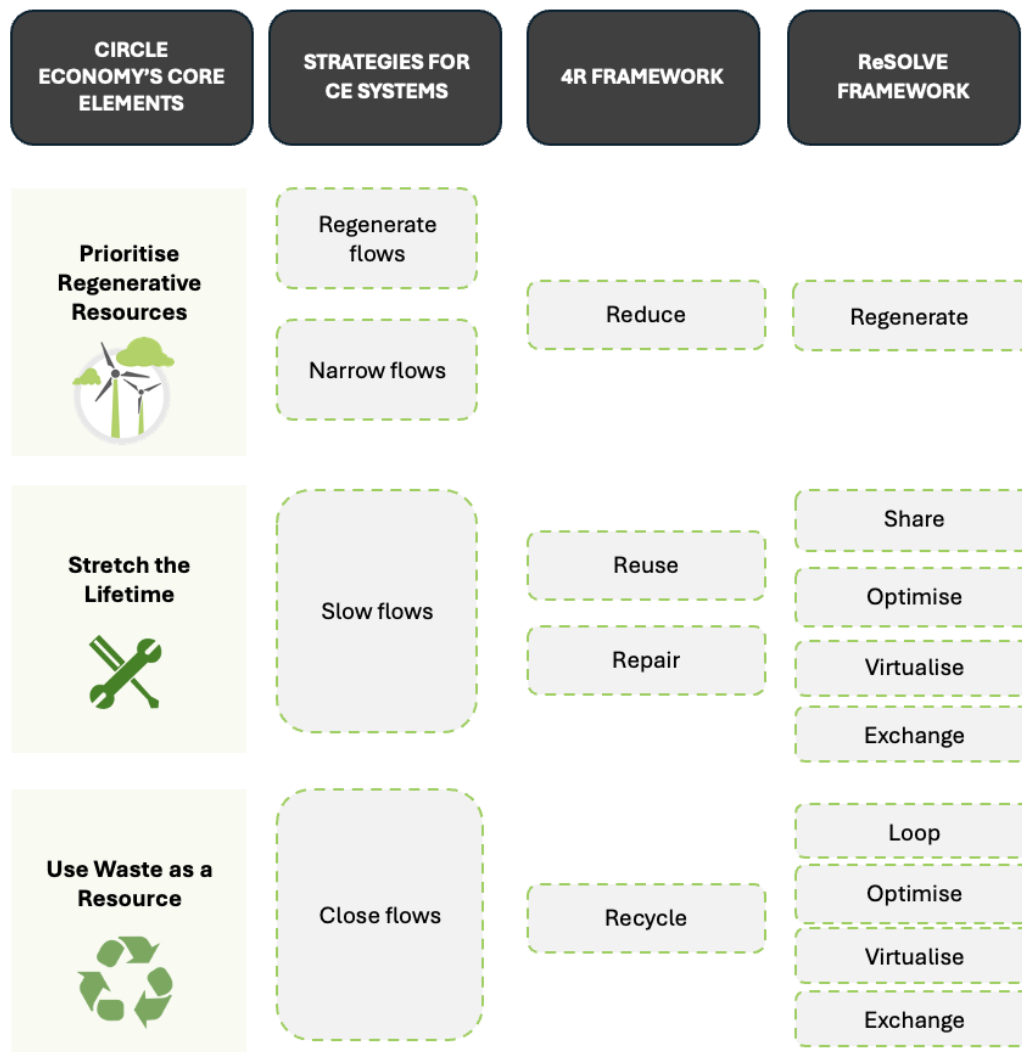 CIRCLE
ECONOMY'S CORE
ELEMENTS
STRATEGIES FOR
CE SYSTEMS
4R FRAMEWORK
ReSOLVE
FRAMEWORK
Prioritise
Regenerative
Resources
Regenerate
flows
Narrow flows
Reduce
Regenerate
Stretch the
Lifetime
Slow flows
Reuse
Repair
Share
Optimise
Virtualise
Exchange
Use Waste as a
Resource
Close flows
Recycle
Loop
Optimise
Virtualise
Exchange